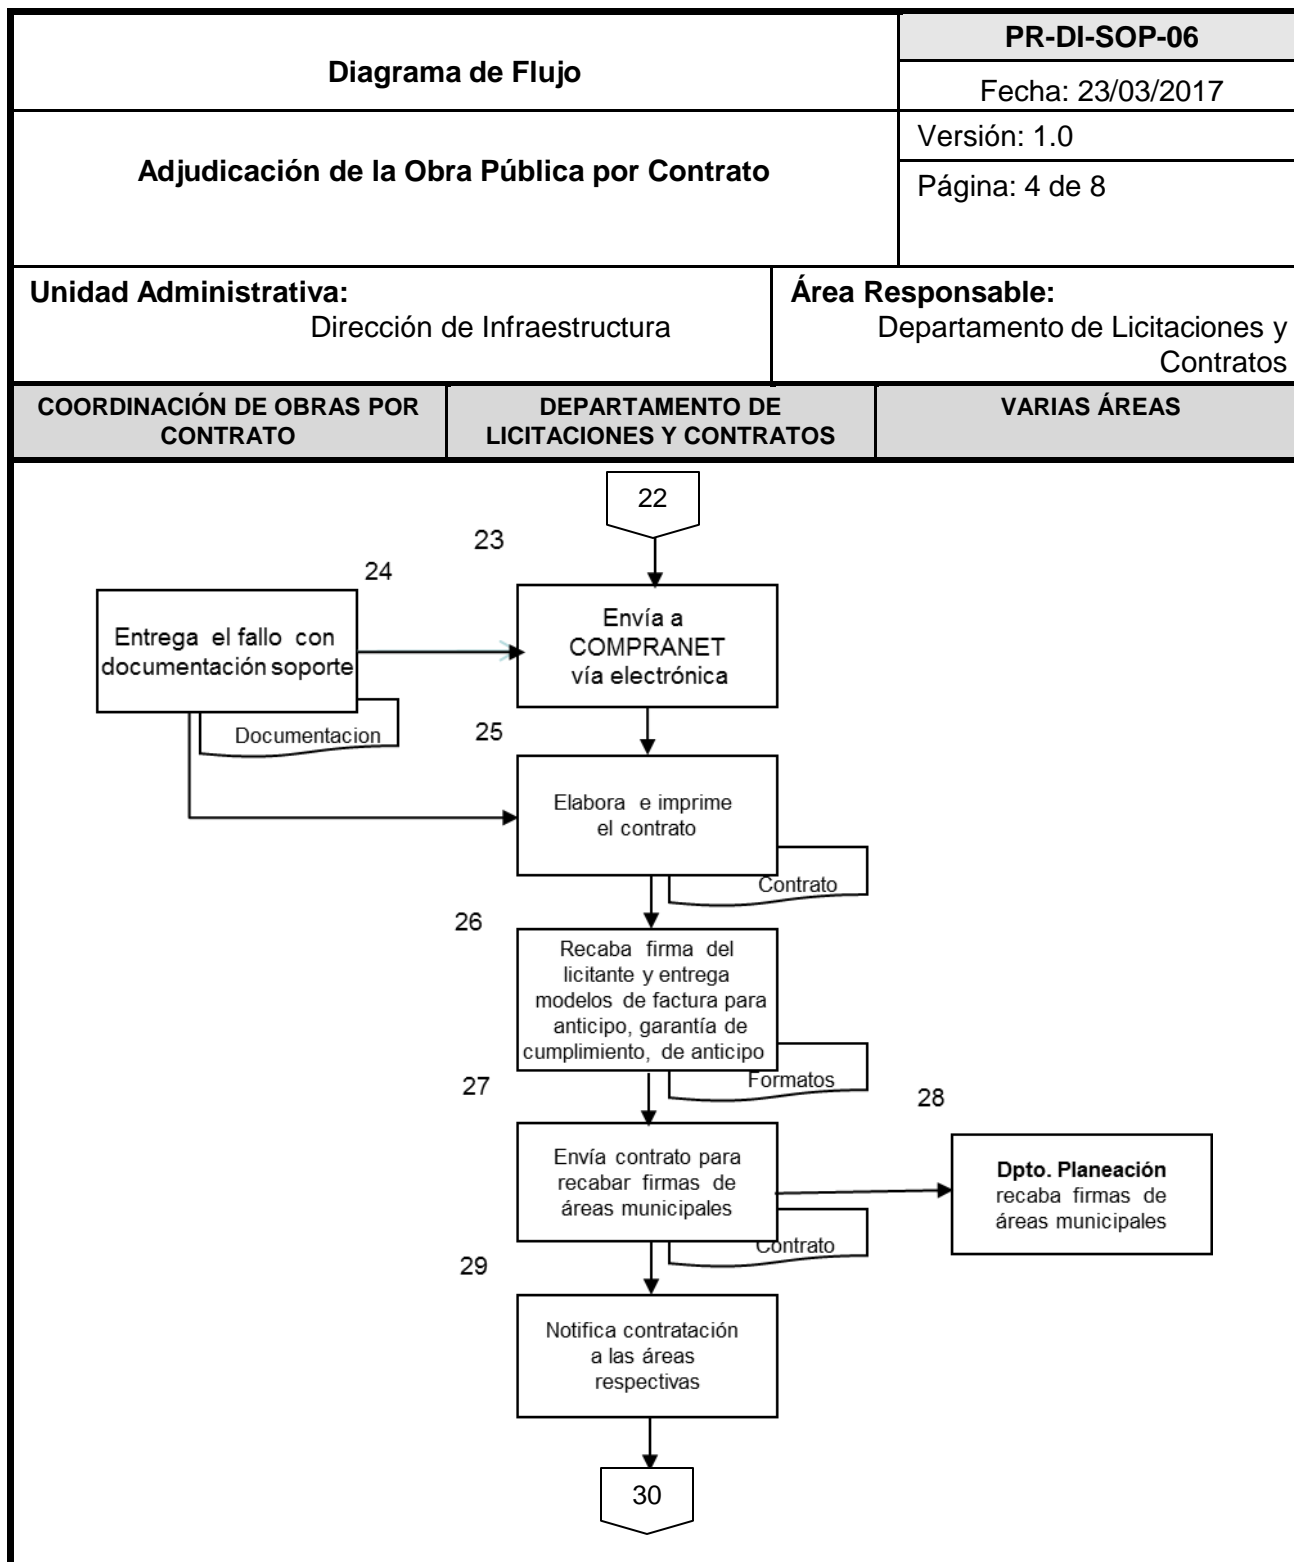 Diagrama de Flujo
PR-DI-SOP-06
Fecha: 23/03/2017
Adjudicación de la Obra Pública por Contrato
Versión: 1.0
Página: 4 de 8
Unidad Administrativa:
Dirección de Infraestructura
Área Responsable:
Departamento de Licitaciones y
Contratos
COORDINACIÓN DE OBRAS POR
CONTRATO
DEPARTAMENTO DE
LICITACIONES Y CONTRATOS
VARIAS ÁREAS
22
23
24
Entrega el fallo con
documentación soporte
Documentacion
Envía a
COMPRANET
vía electrónica
25
Elabora e imprime
el contrato
Contrato
26
Recaba firma del
licitante y entrega
modelos de factura para
anticipo, garantía de
cumplimiento, de anticipo
Formatos
27
Envía contrato para
recabar firmas de
áreas municipales
Contrato
28
Dpto. Planeación
recaba firmas de
áreas municipales
29
Notifica contratación
a las áreas
respectivas
30